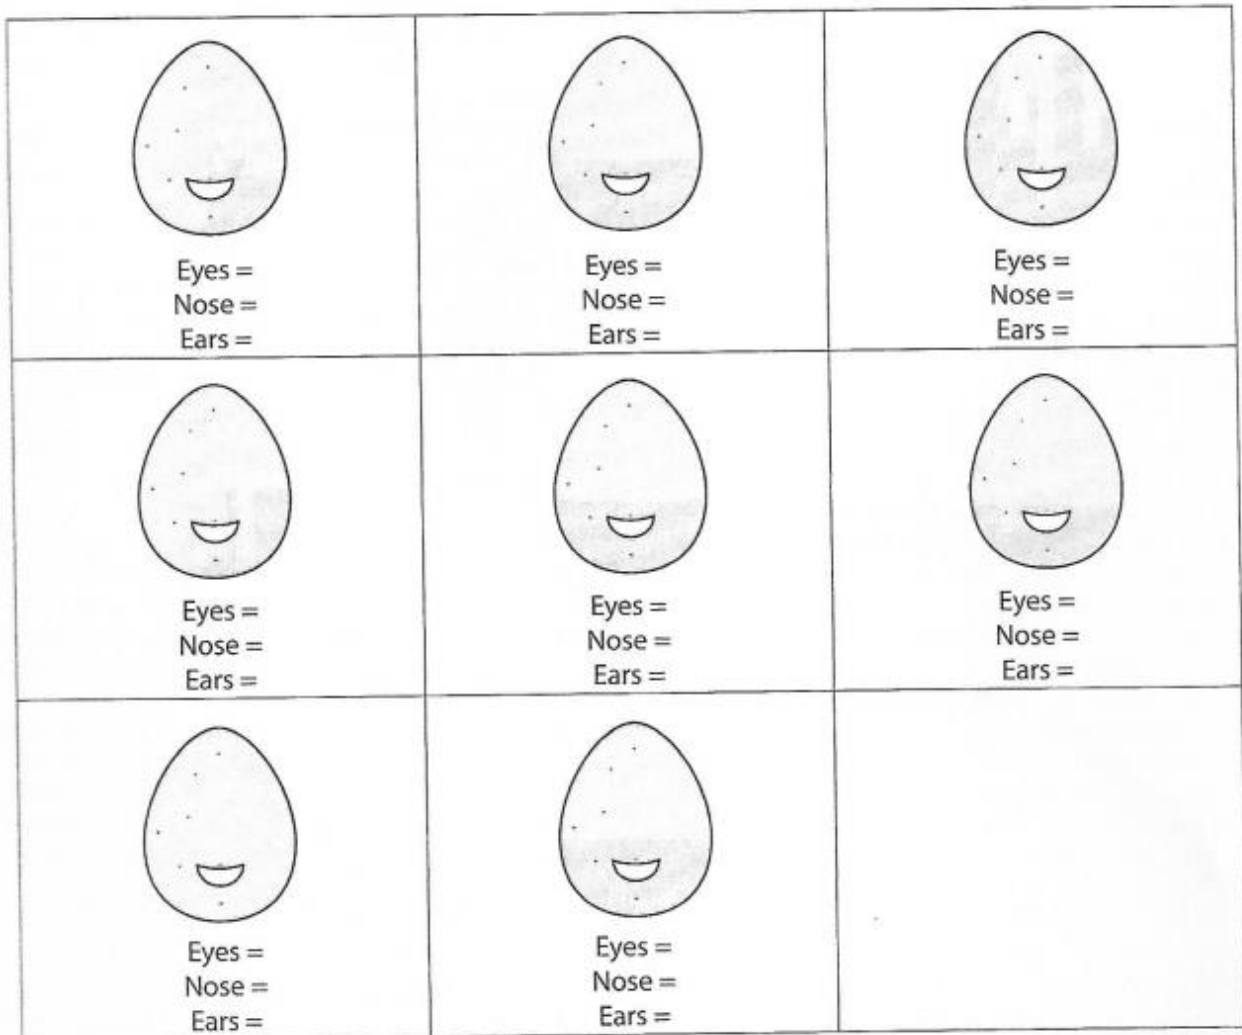 Eyes =
Nose =
Ears =
Eyes =
Nose =
Ears =
Eyes =
Nose =
Ears =
Eyes =
Nose =
Ears =
Eyes =
Nose =
Ears =
Eyes =
Nose =
Ears =
Eyes =
Nose =
Ears =
Eyes =
Nose =
Ears =